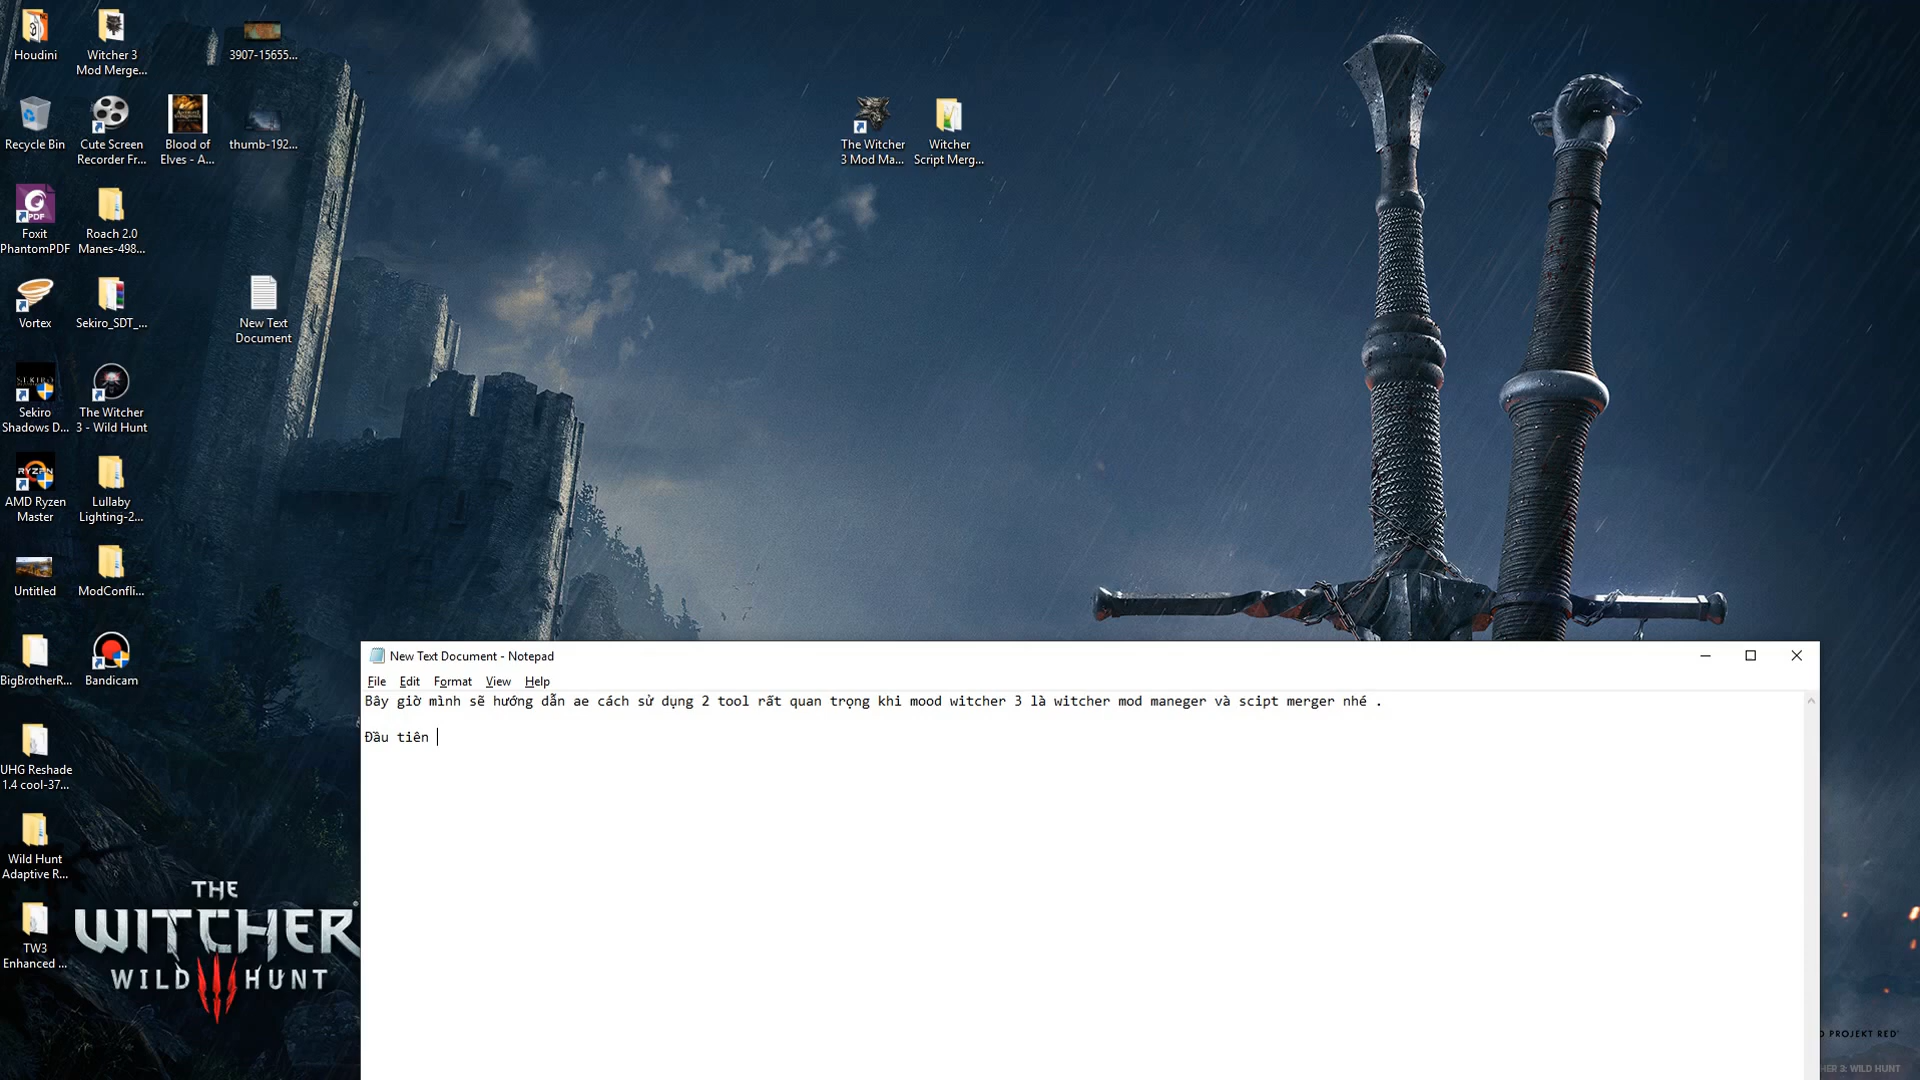 Houdini
Witcher 3
Mod Merge...
3907-15655...
Recycle Bin
Cute Screen
Recorder Fr...
Blood of
Elves - A...
thumb-192...
The Witcher
3 Mod Ma...
Witcher
Script Merg...
Foxit
PhantomPDF
Roach 2.0
Manes-498...
Vortex
Sekiro_SDT_...
New Text
Document
Sekiro
Shadows D...
The Witcher
3 - Wild Hunt
AMD Ryzen
Master
Lullaby
Lighting-2...
Untitled
ModConfli...
BigBrotherR...
Bandicam
UHG Reshade
1.4 cool-37...
Wild Hunt
Adaptive R...
TW3
Enhanced ...
THE
WITCHER
WILD HUNT
New Text Document - Notepad
File Edit Format View Help
Bây giờ mình sẽ hướng dẫn ae cách sử dụng 2 tool rất quan trọng khi mood witcher 3 là witcher mod maneger và scipt merger nhé .
Đầu tiên
PROJEKT RED
HER 3: WILD HUNT